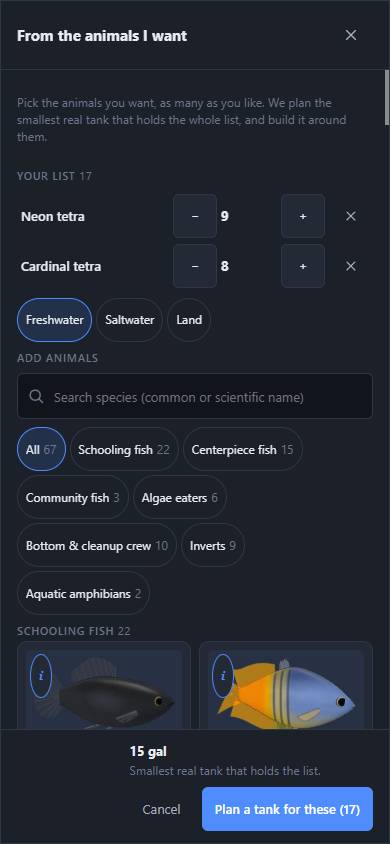 From the animals I want
Pick the animals you want, as many as you like. We plan the
smallest real tank that holds the whole list, and build it around
them.
YOUR LIST 17
Neon tetra − 9 +
Cardinal tetra − 8 +
Freshwater Saltwater Land
ADD ANIMALS
Search species (common or scientific name)
All 67 Schooling fish 22 Centerpiece fish 15
Community fish 3 Algae eaters 6
Bottom & cleanup crew 10 Inverts 9
Aquatic amphibians 2
SCHOOLING FISH 22
i i
15 gal
Smallest real tank that holds the list.
Cancel Plan a tank for these (17)